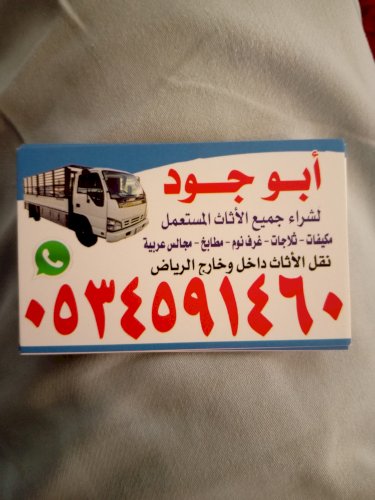 أبو جود
لشراء جميع الأثاث المستعمل
مكيفات - ثلاجات - غرف نوم - مطابخ - مجالس عربية
نقل الأثاث داخل وخارج الرياض
٠٥٣٤٥٩١٤٦٠